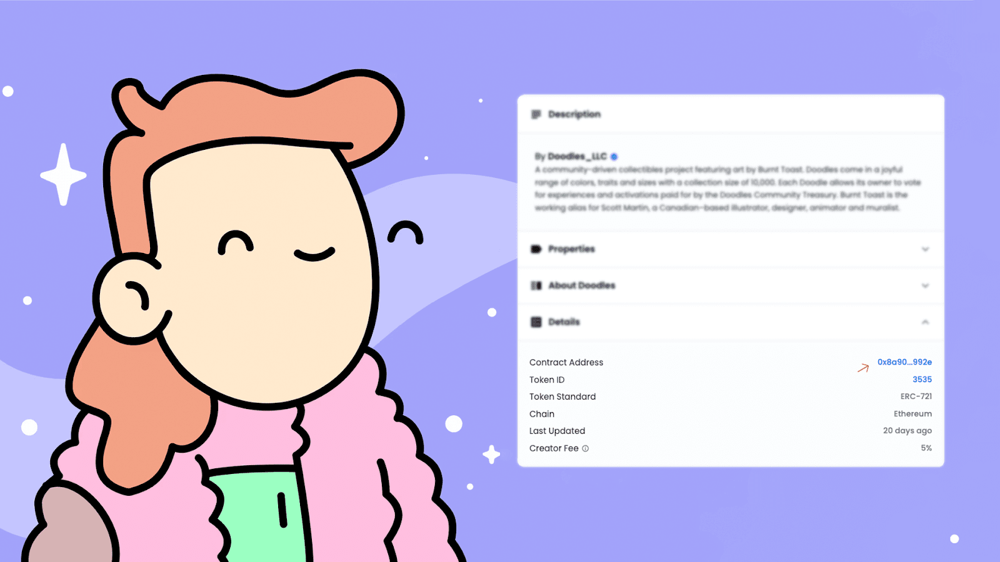 Description
By Doodles_LLC
A community-driven collectibles project featuring art by Burnt Toast. Doodles come in a joyful
range of colors, traits and sizes with a collection size of 10,000. Each Doodle allows its owner to vote
for experiences and activations paid for by the Doodles Community Treasury. Burnt Toast is the
working alias for Scott Martin, a Canadian-based illustrator, designer, animator and muralist.
Properties
About Doodles
Details
Contract Address 0x8a90...992e
Token ID 3535
Token Standard ERC-721
Chain Ethereum
Last Updated 20 days ago
Creator Fee 5%